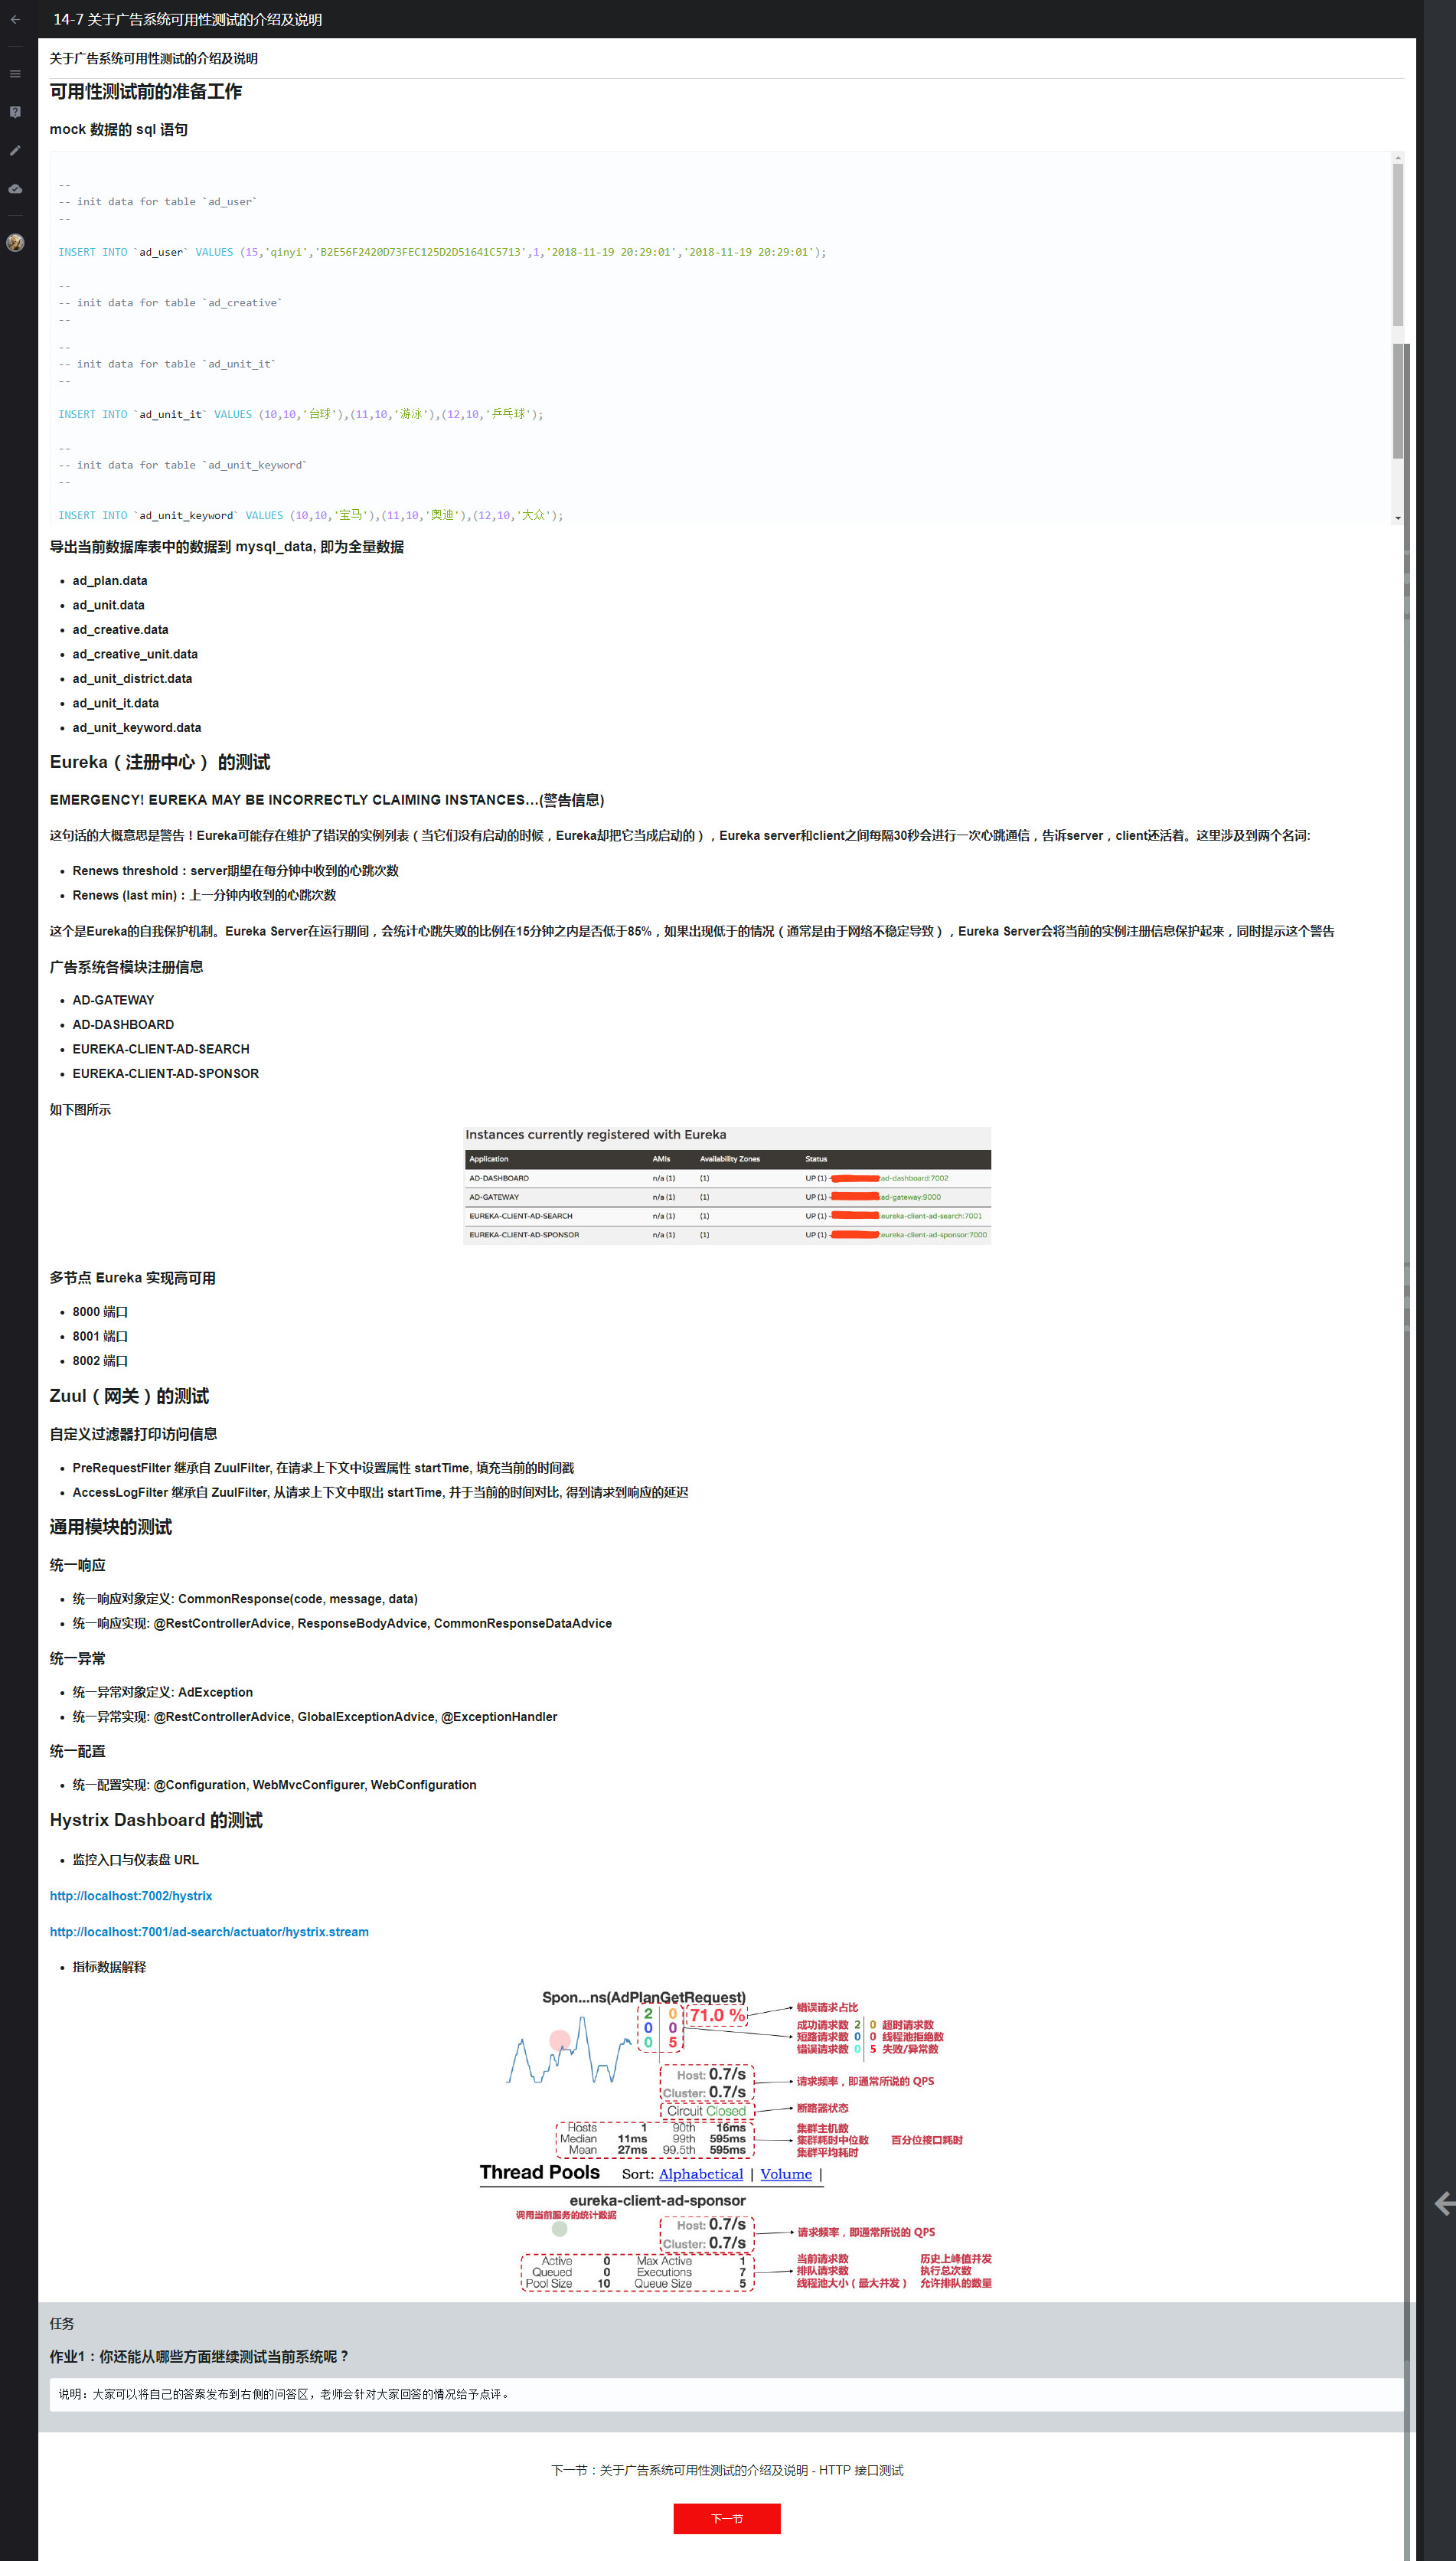 14-7 关于广告系统可用性测试的介绍及说明
关于广告系统可用性测试的介绍及说明
可用性测试前的准备工作
mock 数据的 sql 语句
--
-- init data for table `ad_user`
--
INSERT INTO `ad_user` VALUES (15,'qinyi','B2E56F2420D73FEC125D2D51641C5713',1,'2018-11-19 20:29:01','2018-11-19 20:29:01');
--
-- init data for table `ad_creative`
--
--
-- init data for table `ad_unit_it`
--
INSERT INTO `ad_unit_it` VALUES (10,10,'台球'),(11,10,'游泳'),(12,10,'乒乓球');
--
-- init data for table `ad_unit_keyword`
--
INSERT INTO `ad_unit_keyword` VALUES (10,10,'宝马'),(11,10,'奥迪'),(12,10,'大众');
导出当前数据库表中的数据到 mysql_data, 即为全量数据
• ad_plan.data
• ad_unit.data
• ad_creative.data
• ad_creative_unit.data
• ad_unit_district.data
• ad_unit_it.data
• ad_unit_keyword.data
Eureka（注册中心） 的测试
EMERGENCY! EUREKA MAY BE INCORRECTLY CLAIMING INSTANCES…(警告信息)
这句话的大概意思是警告！Eureka可能存在维护了错误的实例列表（当它们没有启动的时候，Eureka却把它当成启动的），Eureka server和client之间每隔30秒会进行一次心跳通信，告诉server，client还活着。这里涉及到两个名词:
• Renews threshold：server期望在每分钟中收到的心跳次数
• Renews (last min)：上一分钟内收到的心跳次数
这个是Eureka的自我保护机制。Eureka Server在运行期间，会统计心跳失败的比例在15分钟之内是否低于85%，如果出现低于的情况（通常是由于网络不稳定导致），Eureka Server会将当前的实例注册信息保护起来，同时提示这个警告
广告系统各模块注册信息
• AD-GATEWAY
• AD-DASHBOARD
• EUREKA-CLIENT-AD-SEARCH
• EUREKA-CLIENT-AD-SPONSOR
如下图所示
Instances currently registered with Eureka
Application AMIs Availability Zones Status
AD-DASHBOARD n/a (1) (1) UP (1) - :ad-dashboard:7002
AD-GATEWAY n/a (1) (1) UP (1) - :ad-gateway:9000
EUREKA-CLIENT-AD-SEARCH n/a (1) (1) UP (1) - :eureka-client-ad-search:7001
EUREKA-CLIENT-AD-SPONSOR n/a (1) (1) UP (1) - :eureka-client-ad-sponsor:7000
多节点 Eureka 实现高可用
• 8000 端口
• 8001 端口
• 8002 端口
Zuul（网关）的测试
自定义过滤器打印访问信息
• PreRequestFilter 继承自 ZuulFilter, 在请求上下文中设置属性 startTime, 填充当前的时间戳
• AccessLogFilter 继承自 ZuulFilter, 从请求上下文中取出 startTime, 并于当前的时间对比, 得到请求到响应的延迟
通用模块的测试
统一响应
• 统一响应对象定义: CommonResponse(code, message, data)
• 统一响应实现: @RestControllerAdvice, ResponseBodyAdvice, CommonResponseDataAdvice
统一异常
• 统一异常对象定义: AdException
• 统一异常实现: @RestControllerAdvice, GlobalExceptionAdvice, @ExceptionHandler
统一配置
• 统一配置实现: @Configuration, WebMvcConfigurer, WebConfiguration
Hystrix Dashboard 的测试
• 监控入口与仪表盘 URL
http://localhost:7002/hystrix
http://localhost:7001/ad-search/actuator/hystrix.stream
• 指标数据解释
Spon...ns(AdPlanGetRequest)
2 0 71.0 % 错误请求占比
0 0 成功请求数 2 0 超时请求数
0 5 短路请求数 0 0 线程池拒绝数
错误请求数 0 5 失败/异常数
Host: 0.7/s 请求频率，即通常所说的 QPS
Cluster: 0.7/s
Circuit Closed 断路器状态
Hosts 1 90th 16ms 集群主机数
Median 11ms 99th 595ms 集群耗时中位数 百分位接口耗时
Mean 27ms 99.5th 595ms 集群平均耗时
Thread Pools Sort: Alphabetical | Volume |
eureka-client-ad-sponsor
调用当前服务的统计数据
Host: 0.7/s 请求频率，即通常所说的 QPS
Cluster: 0.7/s
Active 0 Max Active 1 当前请求数 历史上峰值并发
Queued 0 Executions 7 排队请求数 执行总次数
Pool Size 10 Queue Size 5 线程池大小（最大并发） 允许排队的数量
任务
作业1：你还能从哪些方面继续测试当前系统呢？
说明：大家可以将自己的答案发布到右侧的问答区，老师会针对大家回答的情况给予点评。
下一节：关于广告系统可用性测试的介绍及说明 - HTTP 接口测试
下一节